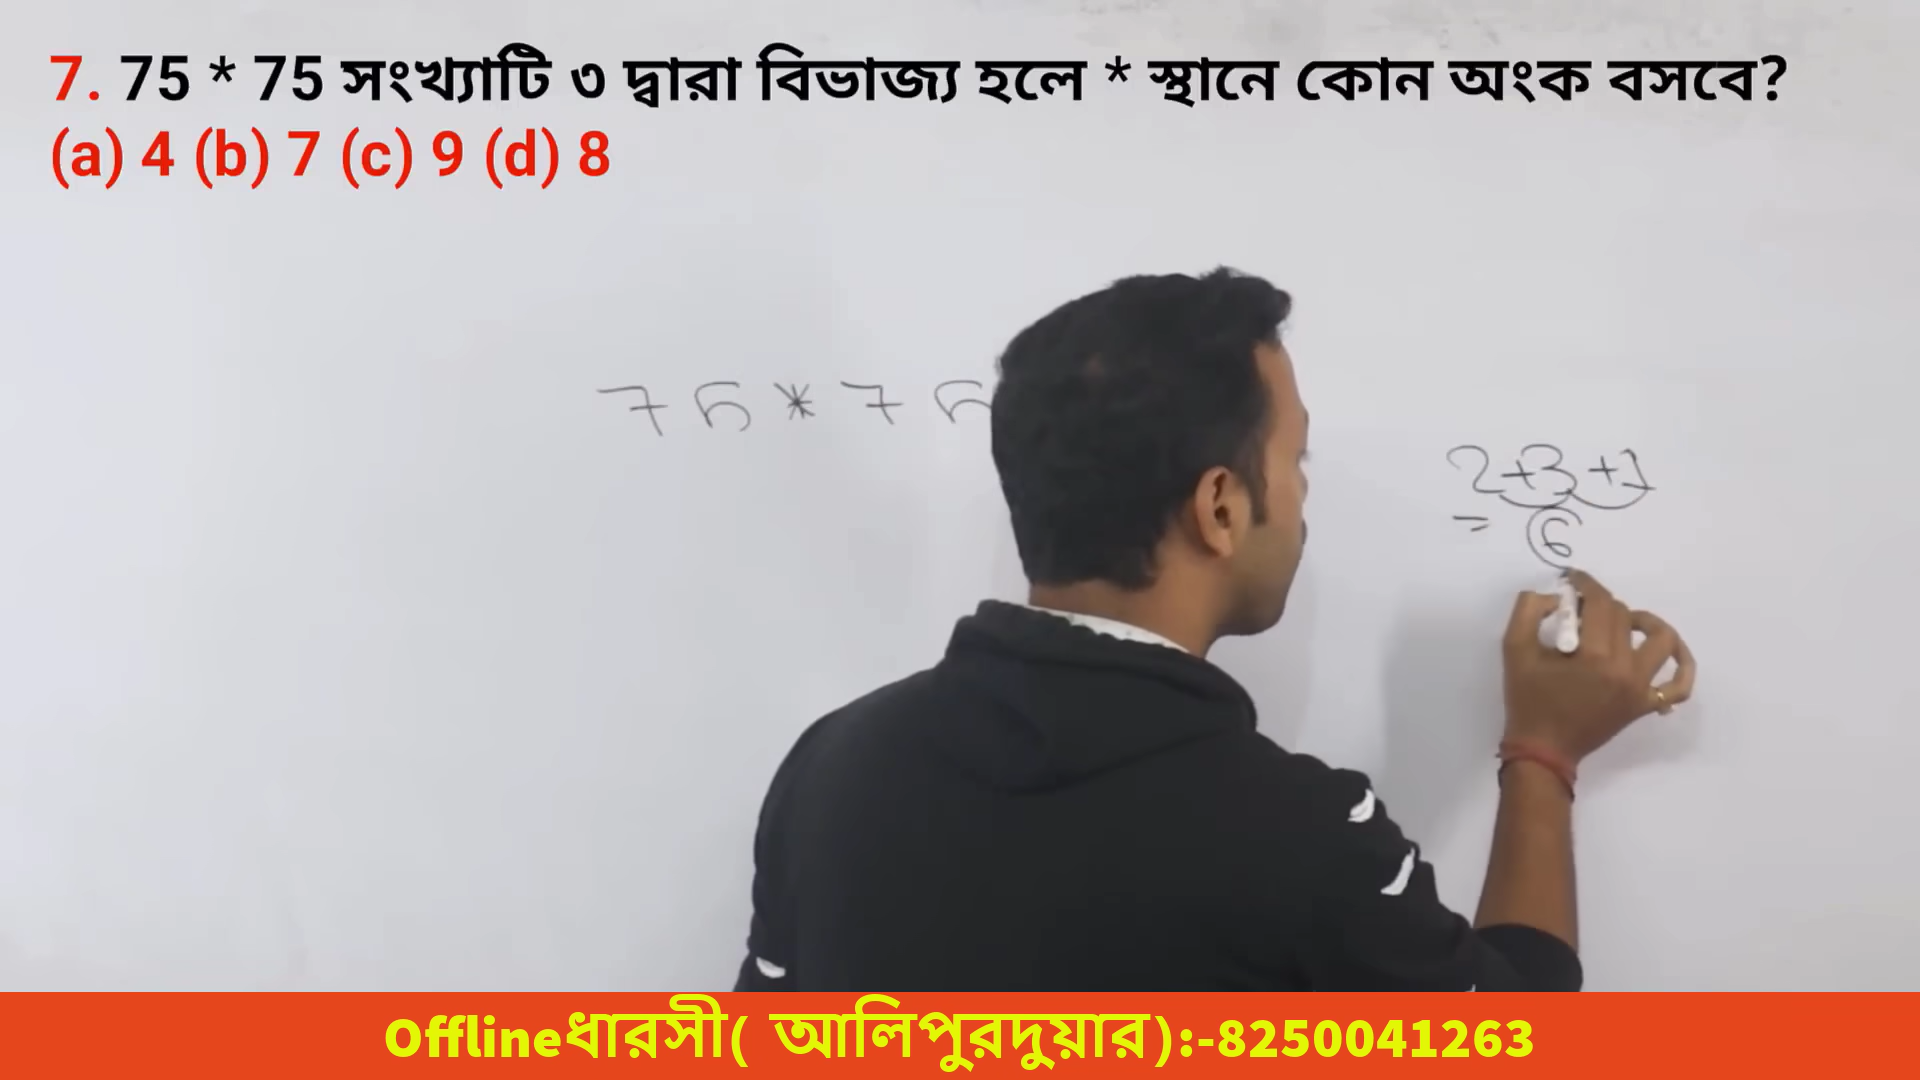 7. 75 * 75 সংখ্যাটি ৩ দ্বারা বিভাজ্য হলে * স্থানে কোন অংক বসবে?
(a) 4 (b) 7 (c) 9 (d) 8
75*75
2+3+1
= 6
Offlineধারসী( আলিপুরদুয়ার):-8250041263